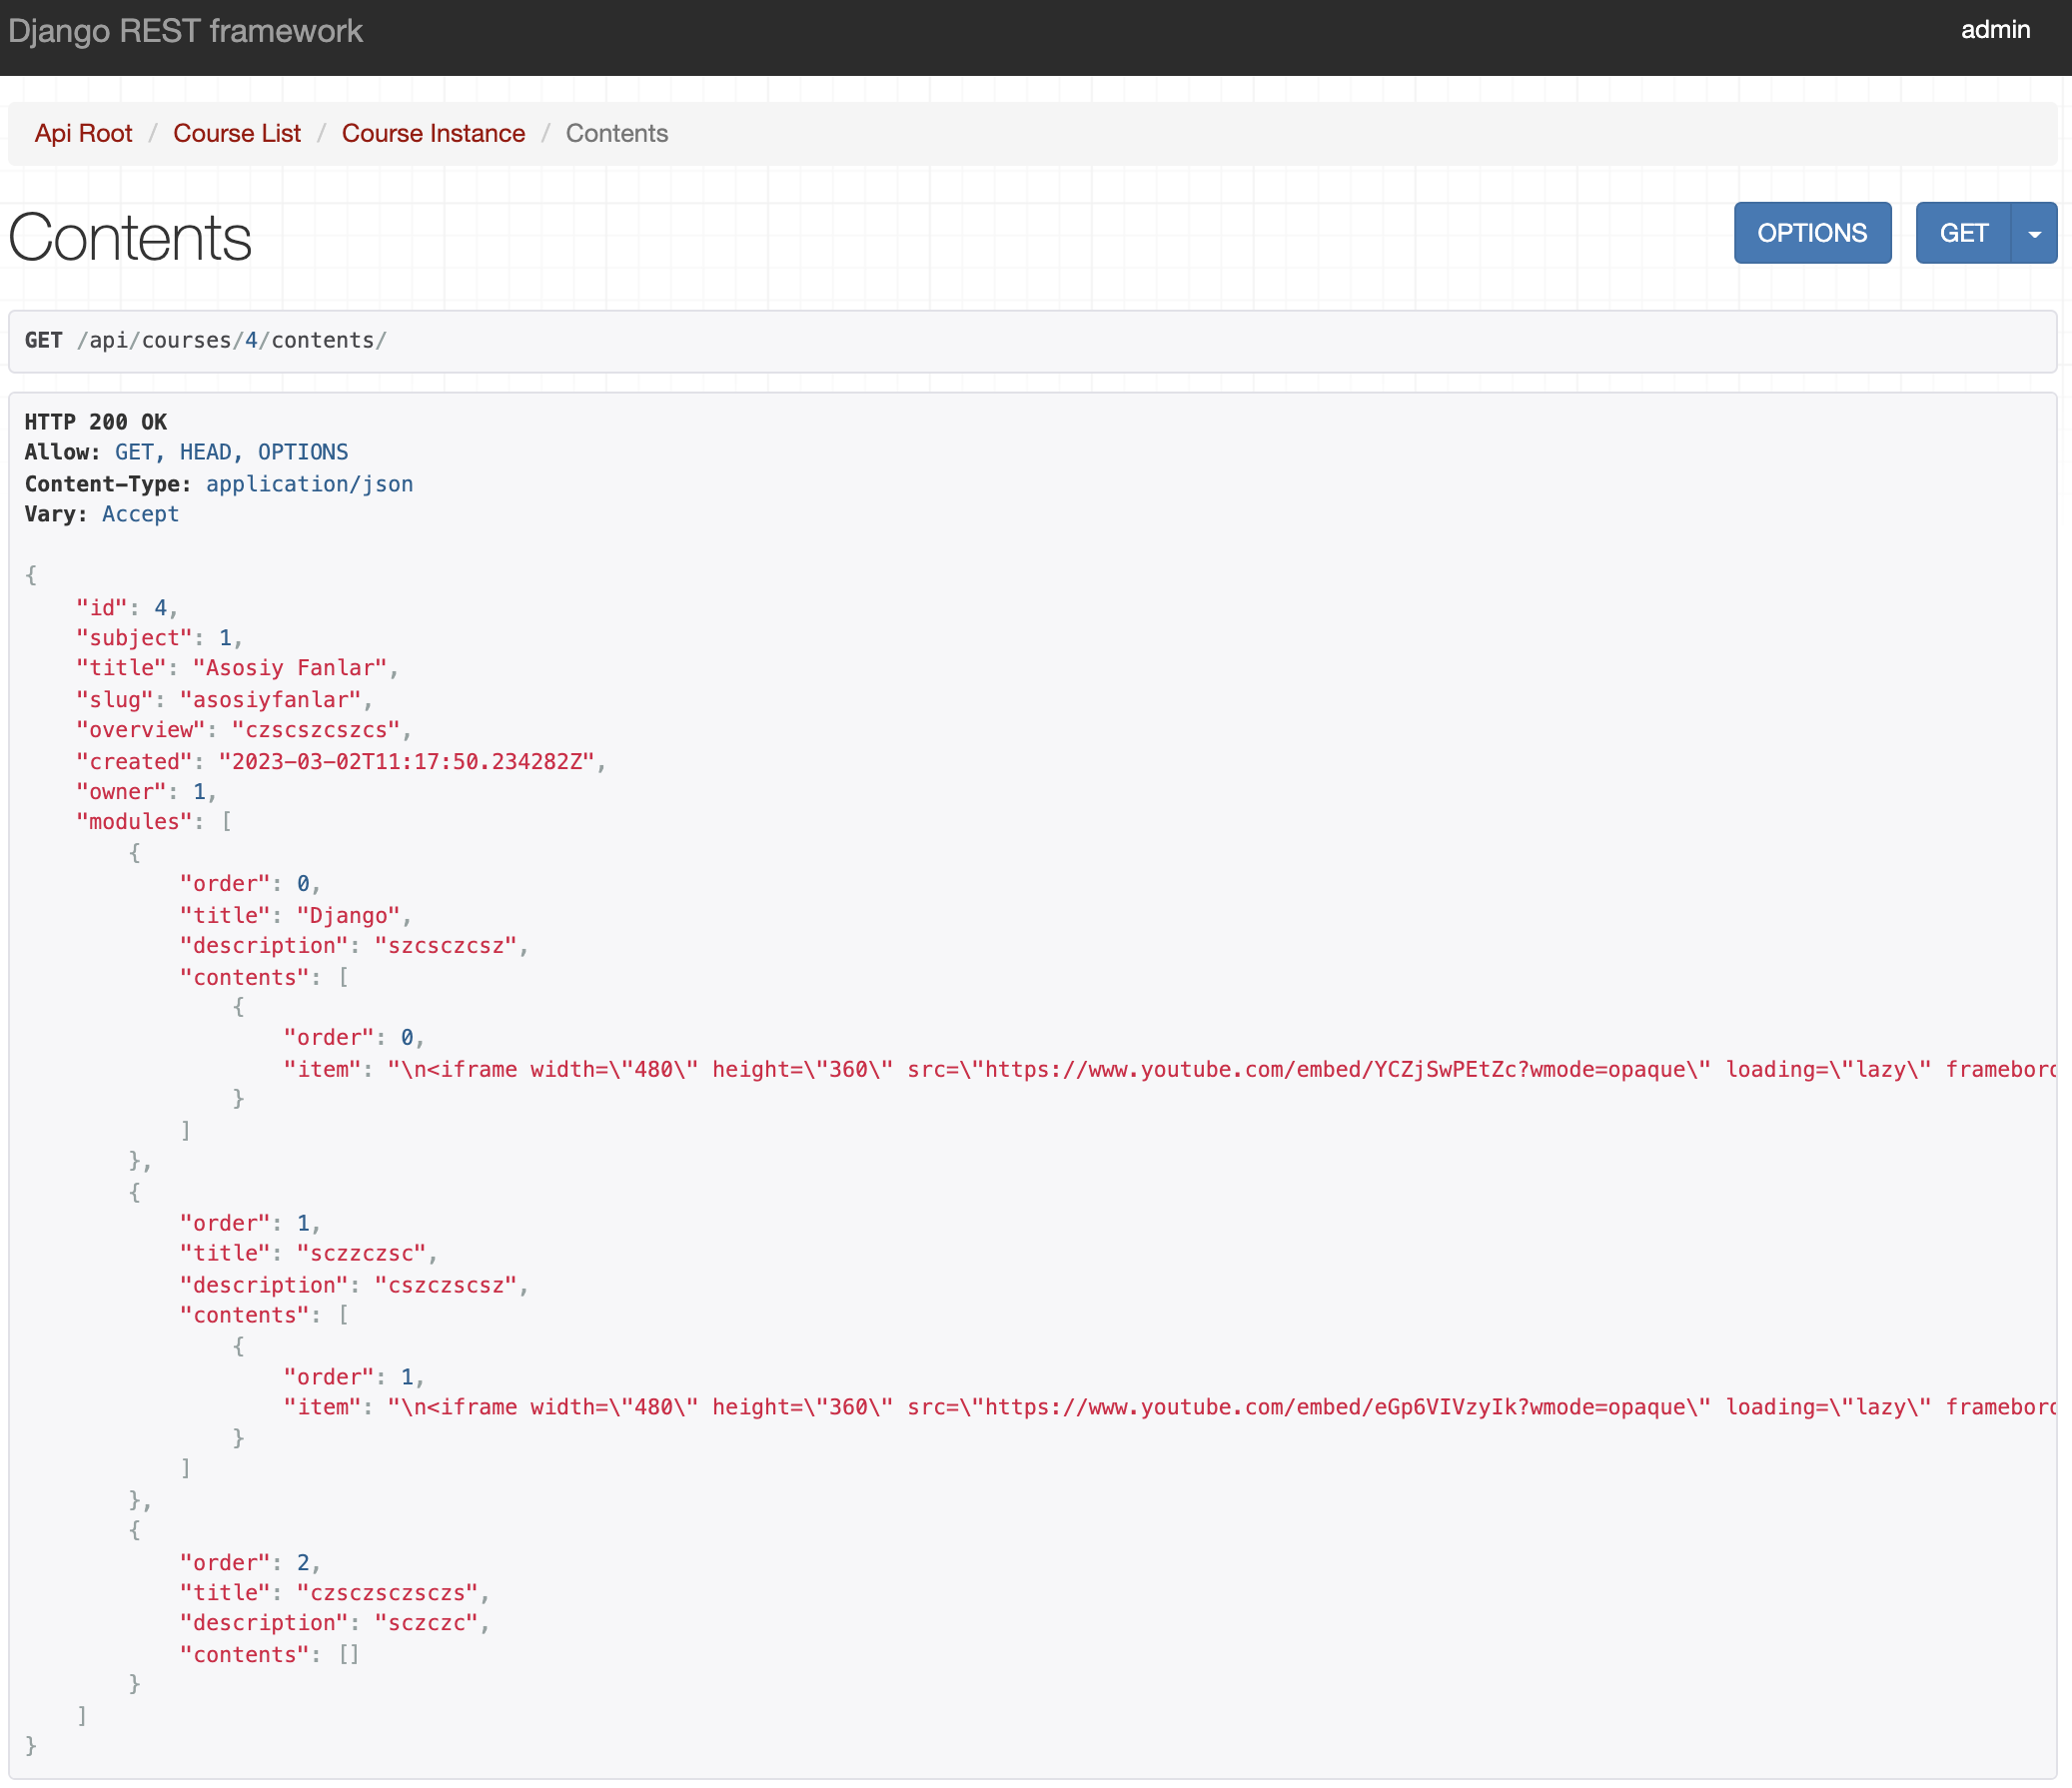 Django REST framework
admin
Api Root / Course List / Course Instance / Contents
Contents
OPTIONS
GET
GET /api/courses/4/contents/
HTTP 200 OK
Allow: GET, HEAD, OPTIONS
Content-Type: application/json
Vary: Accept
{
    "id": 4,
    "subject": 1,
    "title": "Asosiy Fanlar",
    "slug": "asosiyfanlar",
    "overview": "czscszcszcs",
    "created": "2023-03-02T11:17:50.234282Z",
    "owner": 1,
    "modules": [
        {
            "order": 0,
            "title": "Django",
            "description": "szcsczcsz",
            "contents": [
                {
                    "order": 0,
                    "item": "\n<iframe width=\"480\" height=\"360\" src=\"https://www.youtube.com/embed/YCZjSwPEtZc?wmode=opaque\" loading=\"lazy\"
                }
            ]
        },
        {
            "order": 1,
            "title": "sczzczsc",
            "description": "cszczscsz",
            "contents": [
                {
                    "order": 1,
                    "item": "\n<iframe width=\"480\" height=\"360\" src=\"https://www.youtube.com/embed/eGp6VIVzyIk?wmode=opaque\" loading=\"lazy\"
                }
            ]
        },
        {
            "order": 2,
            "title": "czsczsczsczs",
            "description": "sczczc",
            "contents": []
        }
    ]
}